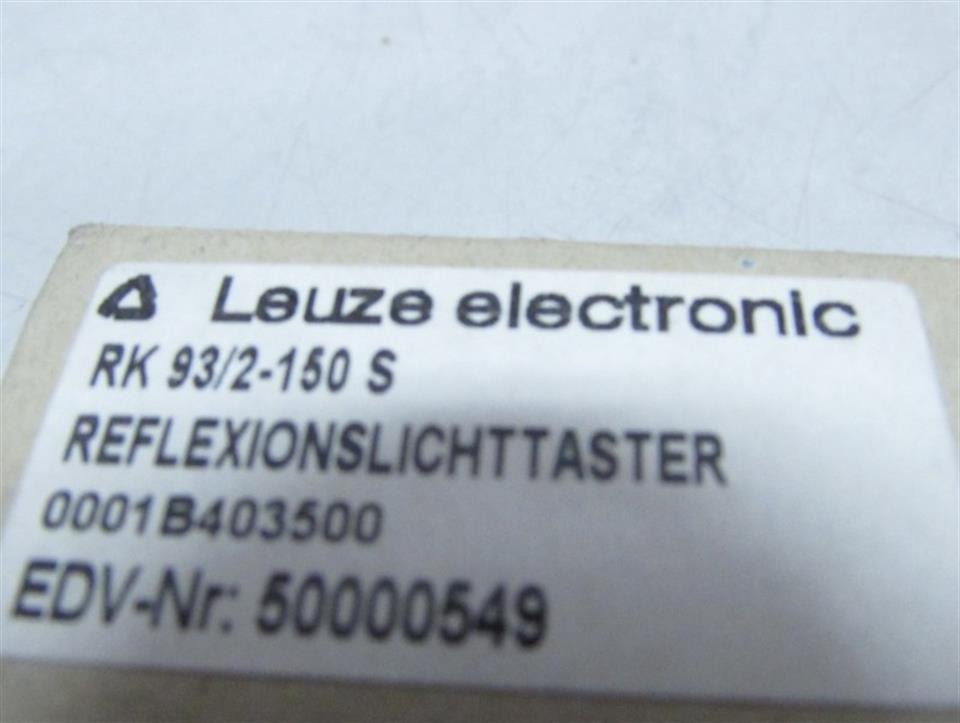 Leuze electronic
RK 93/2-150 S
REFLEXIONSLICHTTASTER
0001B403500
EDV-Nr: 50000549